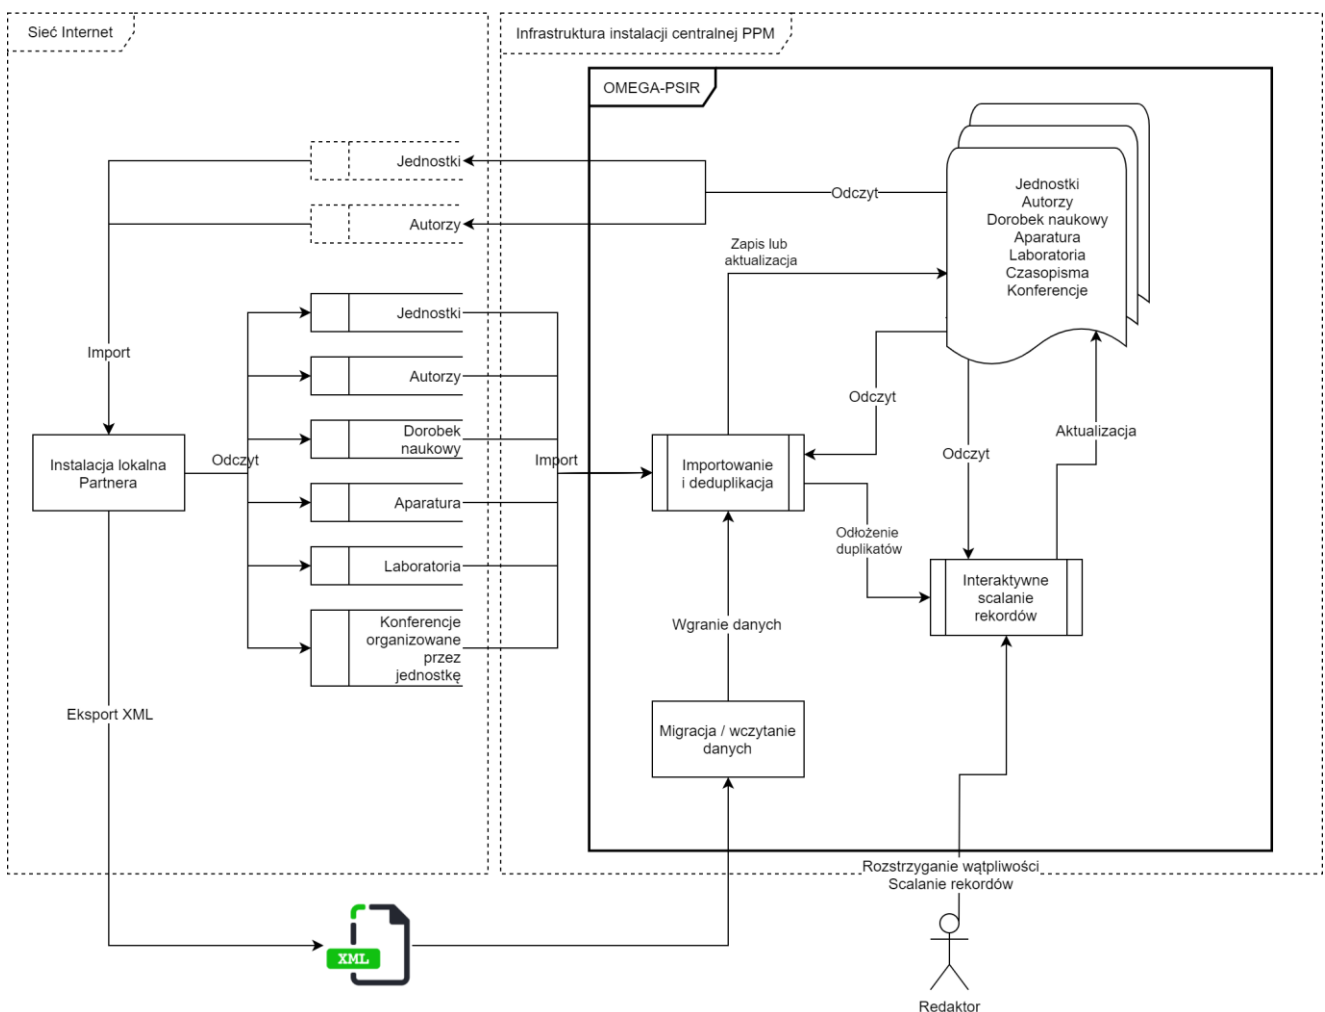 Sieć Internet
Infrastruktura instalacji centralnej PPM
OMEGA-PSIR
Jednostki
Autorzy
Odczyt
Jednostki
Autorzy
Dorobek naukowy
Aparatura
Laboratoria
Czasopisma
Konferencje
Zapis lub
aktualizacja
Import
Jednostki
Autorzy
Dorobek
naukowy
Aparatura
Laboratoria
Konferencje
organizowane
przez
jednostkę
Instalacja lokalna
Partnera
Odczyt
Import
Importowanie
i deduplikacja
Odczyt
Odczyt
Aktualizacja
Odłożenie
duplikatów
Interaktywne
scalanie
rekordów
Wgranie danych
Eksport XML
Migracja / wczytanie
danych
Rozstrzyganie wątpliwości
Scalanie rekordów
XML
Redaktor